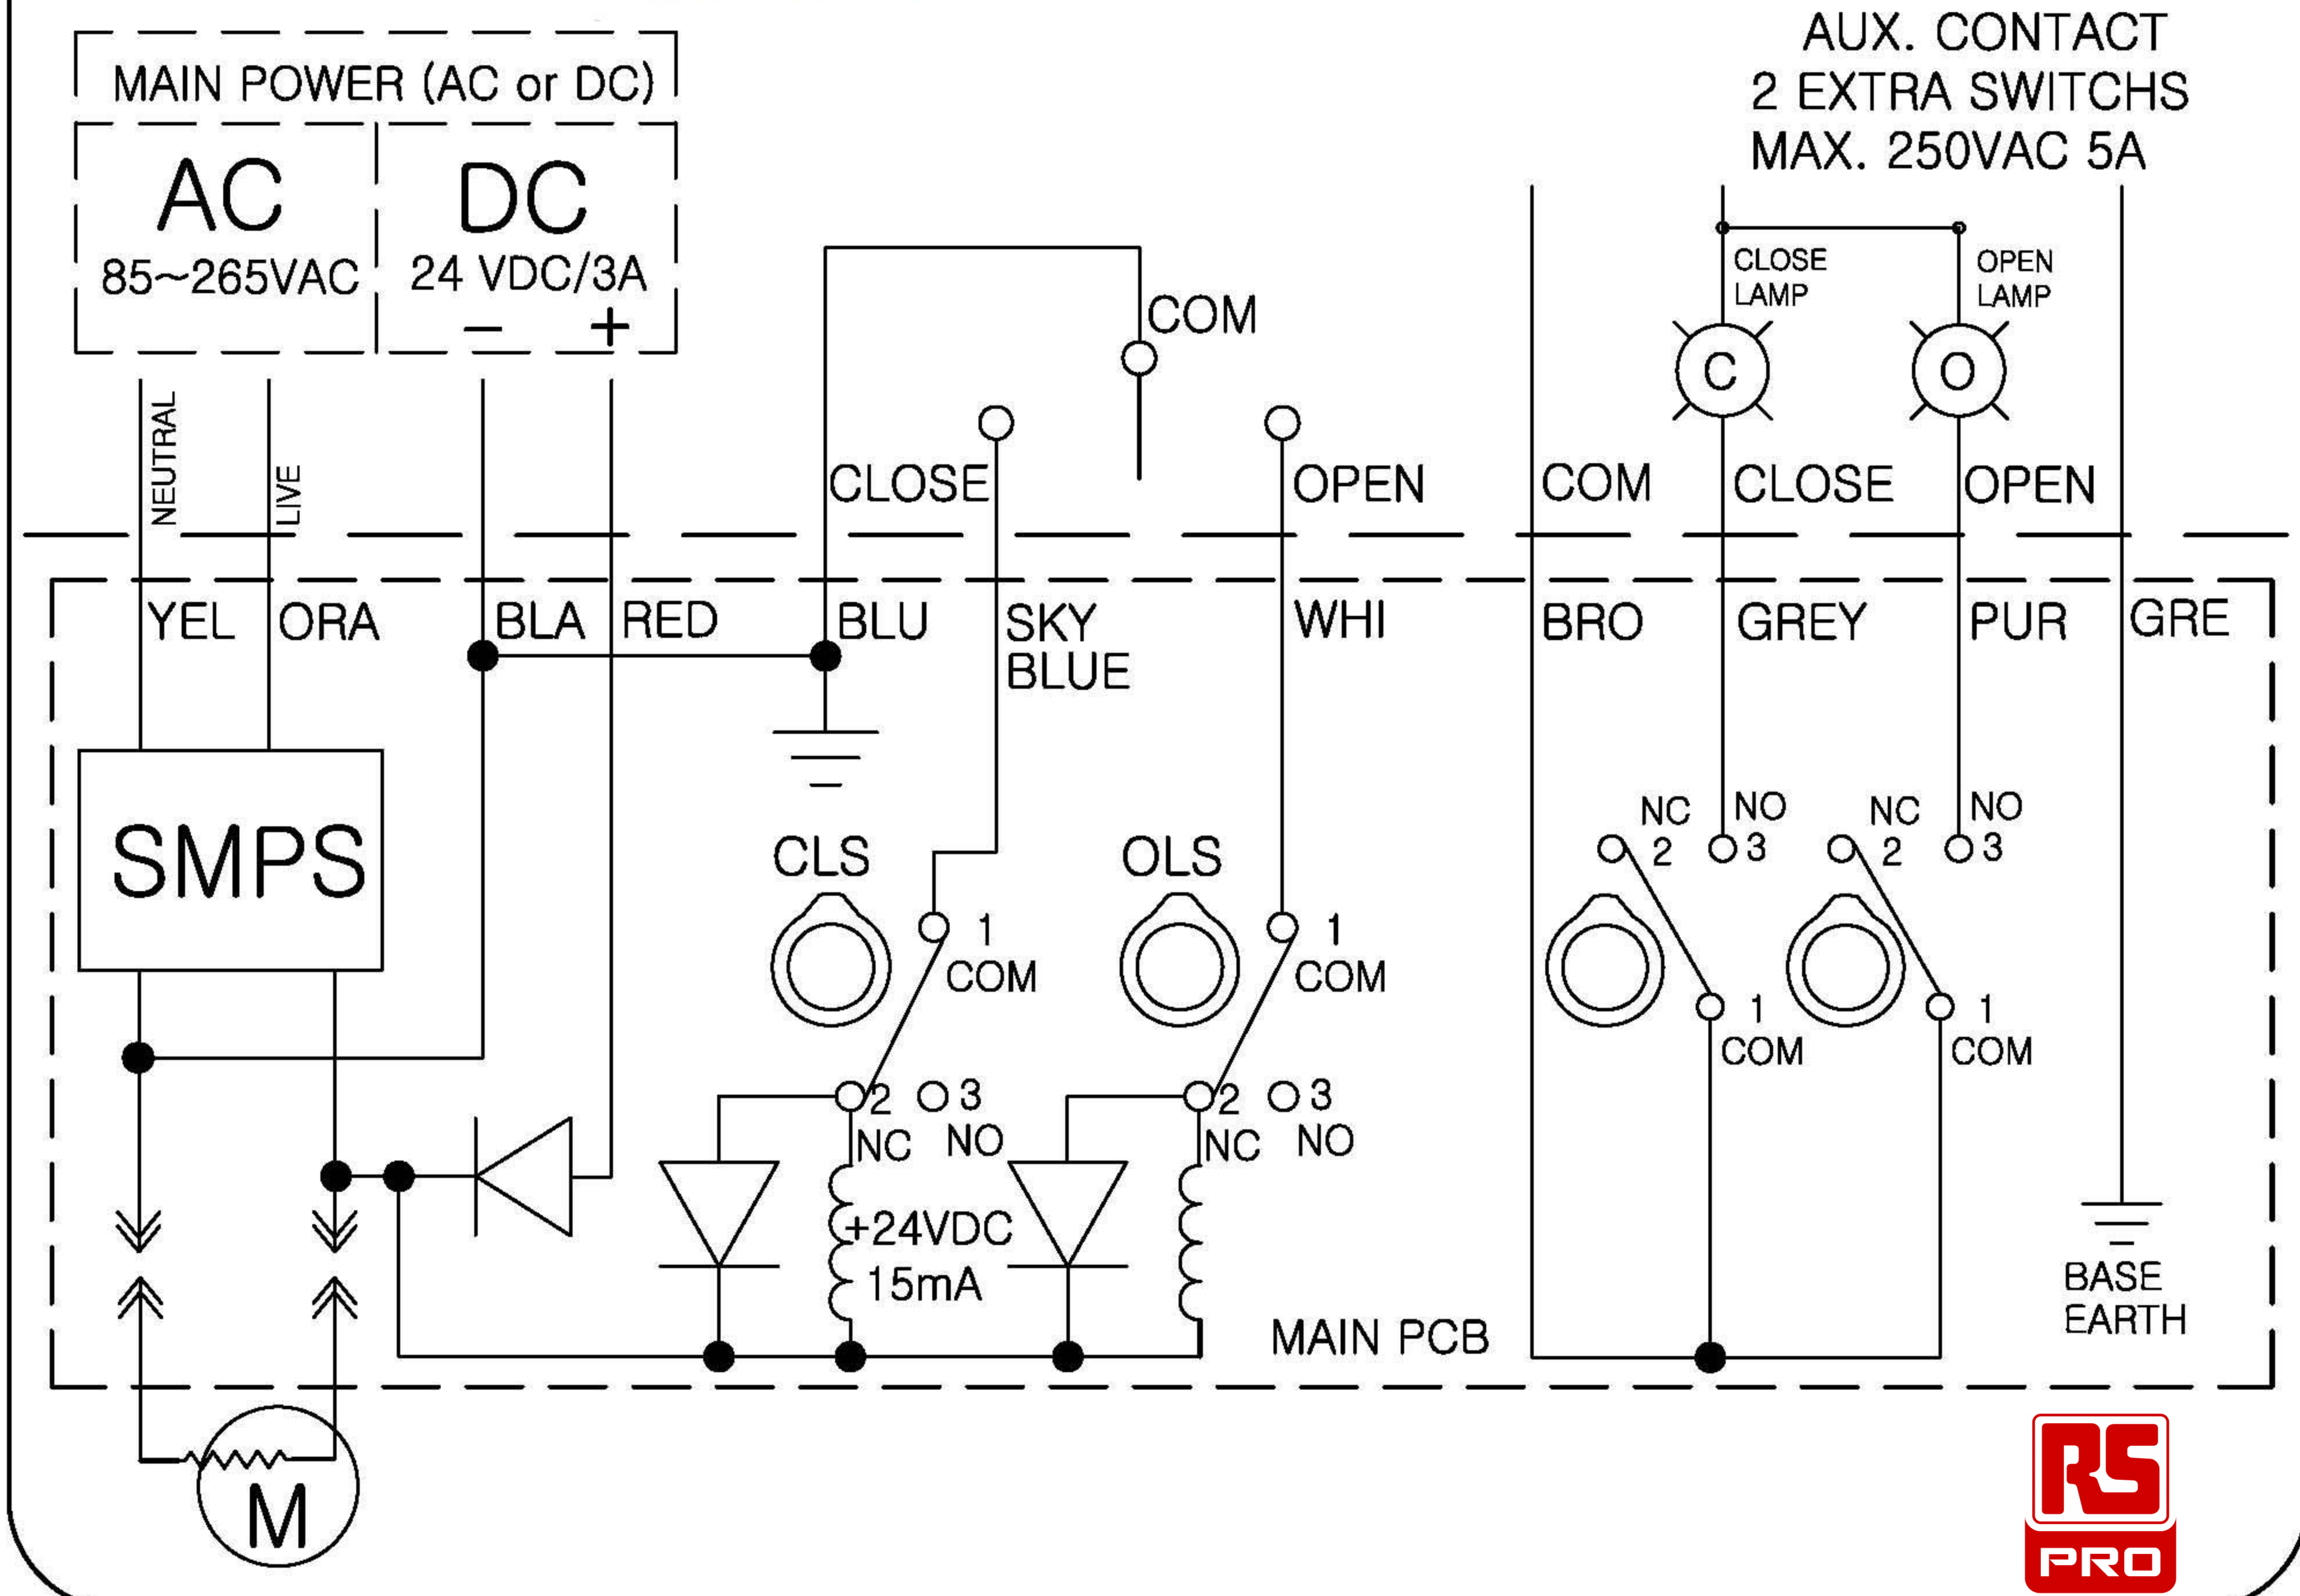 MAIN POWER (AC or DC)
AC
85~265VAC
DC
24 VDC/3A
− +
NEUTRAL
LIVE
COM
CLOSE
OPEN
AUX. CONTACT
2 EXTRA SWITCHS
MAX. 250VAC 5A
CLOSE
LAMP
OPEN
LAMP
C
O
COM
CLOSE
OPEN
YEL
ORA
BLA
RED
BLU
SKY
BLUE
WHI
BRO
GREY
PUR
GRE
SMPS
CLS
1
COM
2
NC
3
NO
+24VDC
15mA
OLS
1
COM
2
NC
3
NO
NC
2
NO
3
1
COM
NC
2
NO
3
1
COM
BASE
EARTH
MAIN PCB
M
RS
PRO